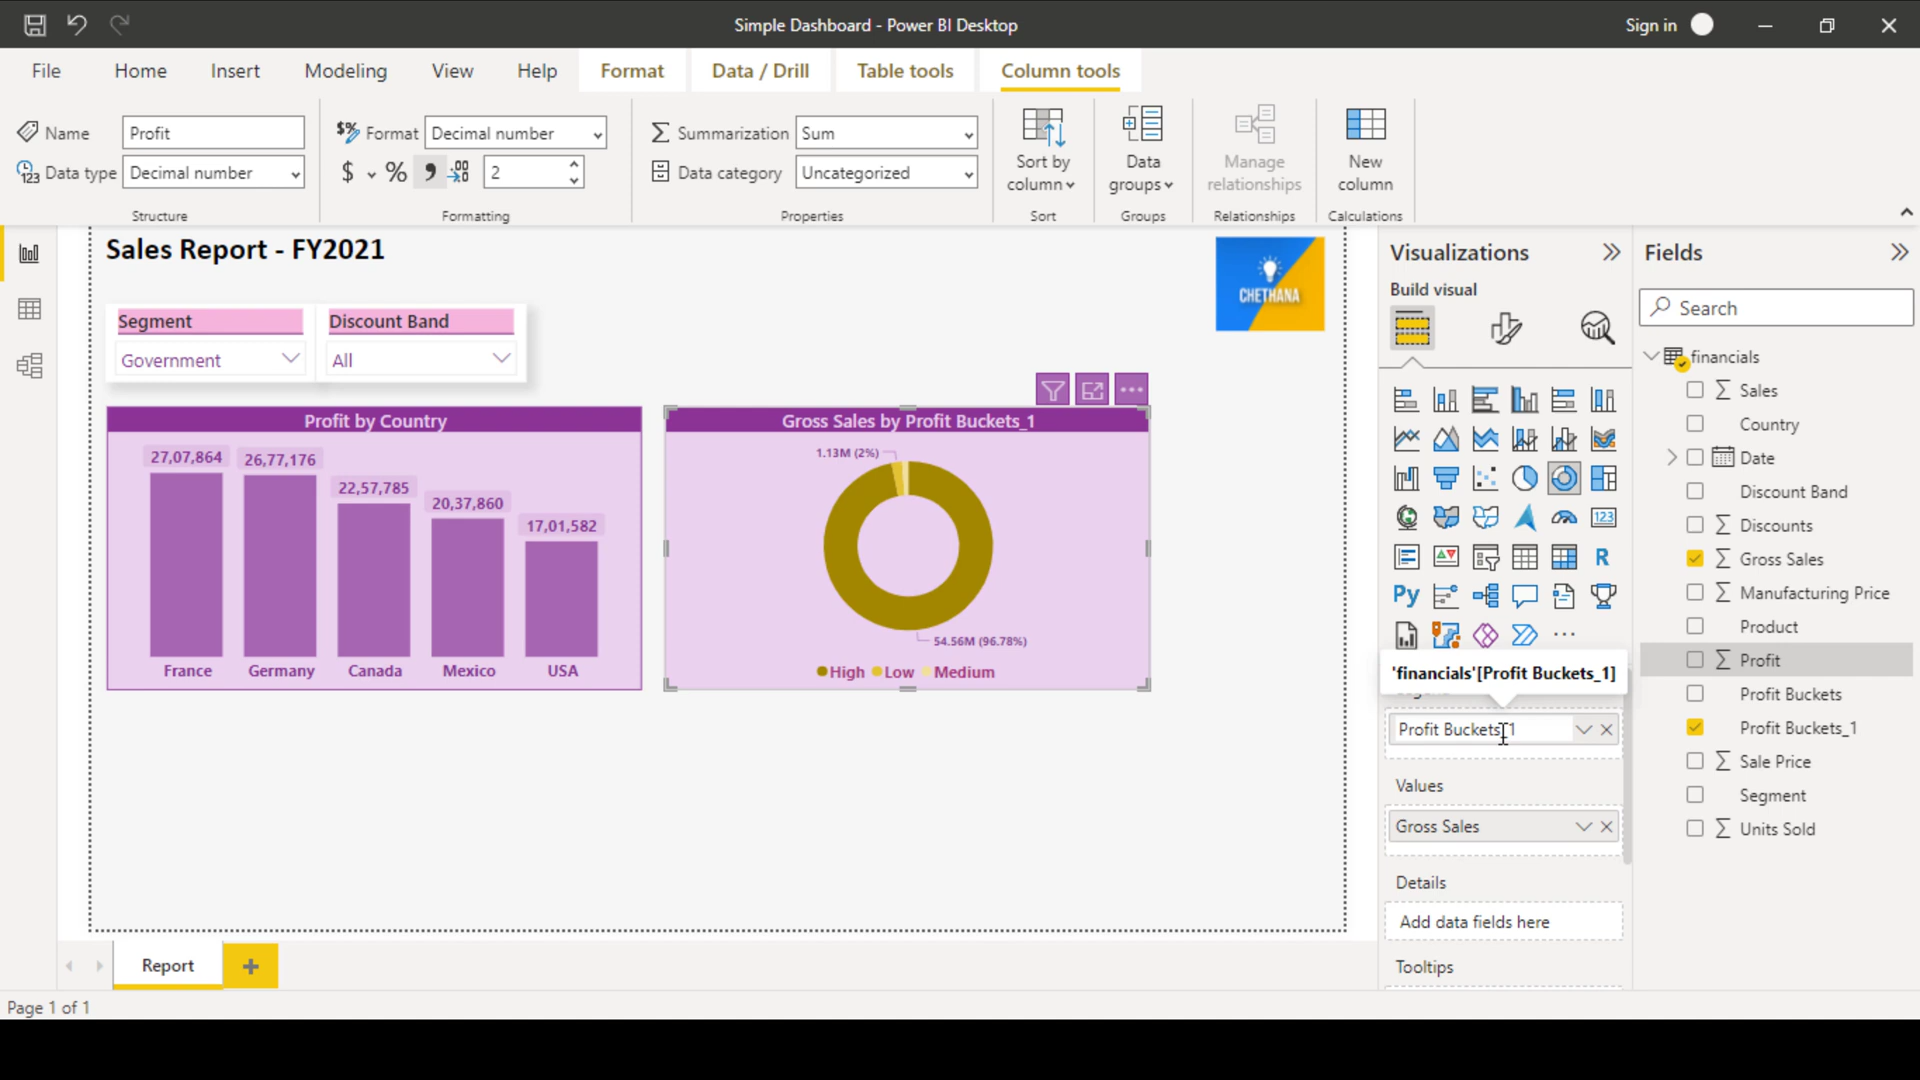 Simple Dashboard - Power BI Desktop
Sign in
File Home Insert Modeling View Help Format Data / Drill Table tools Column tools
Name Profit
Data type Decimal number
Structure
$% Format Decimal number
$ % 9 .00 2
Formatting
Summarization Sum
Data category Uncategorized
Properties
Sort by
column
Sort
Data
groups
Groups
Manage
relationships
Relationships
New
column
Calculations
Sales Report - FY2021
CHETHANA
Segment
Government
Discount Band
All
Profit by Country
27,07,864
26,77,176
22,57,785
20,37,860
17,01,582
France Germany Canada Mexico USA
Gross Sales by Profit Buckets_1
1.13M (2%)
54.56M (96.78%)
High Low Medium
Visualizations
Build visual
123
R
Py
'financials'[Profit Buckets_1]
Profit Buckets_1
Values
Gross Sales
Details
Add data fields here
Tooltips
Fields
Search
financials
Sales
Country
Date
Discount Band
Discounts
Gross Sales
Manufacturing Price
Product
Profit
Profit Buckets
Profit Buckets_1
Sale Price
Segment
Units Sold
Report
Page 1 of 1